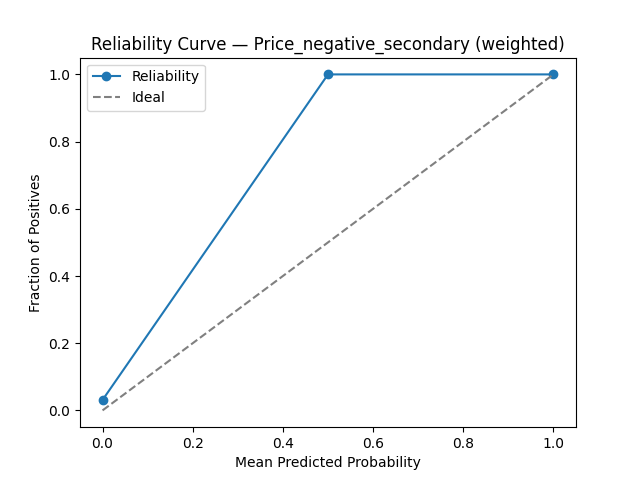 Reliability Curve — Price_negative_secondary (weighted)
Reliability
Ideal
1.0
0.8
0.6
0.4
0.2
0.0
Fraction of Positives
0.0 0.2 0.4 0.6 0.8 1.0
Mean Predicted Probability